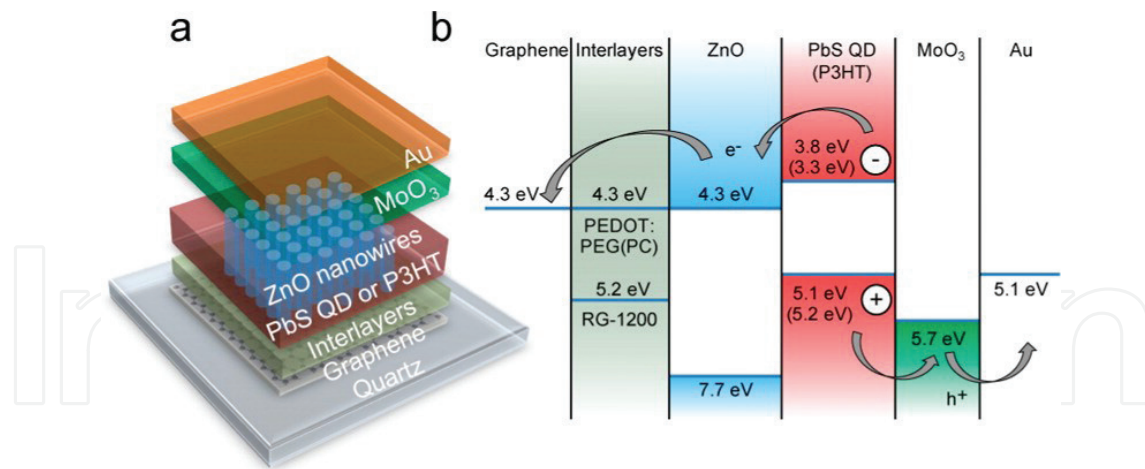 a
Au
MoO₃
ZnO nanowires
PbS QD or P3HT
Interlayers
Graphene
Quartz
b
Graphene Interlayers ZnO PbS QD MoO₃ Au
(P3HT)
e⁻
3.8 eV
(3.3 eV)
-
4.3 eV 4.3 eV 4.3 eV
PEDOT:
PEG(PC)
5.2 eV
RG-1200
5.1 eV
(5.2 eV)
+
5.1 eV
5.7 eV
7.7 eV
h⁺